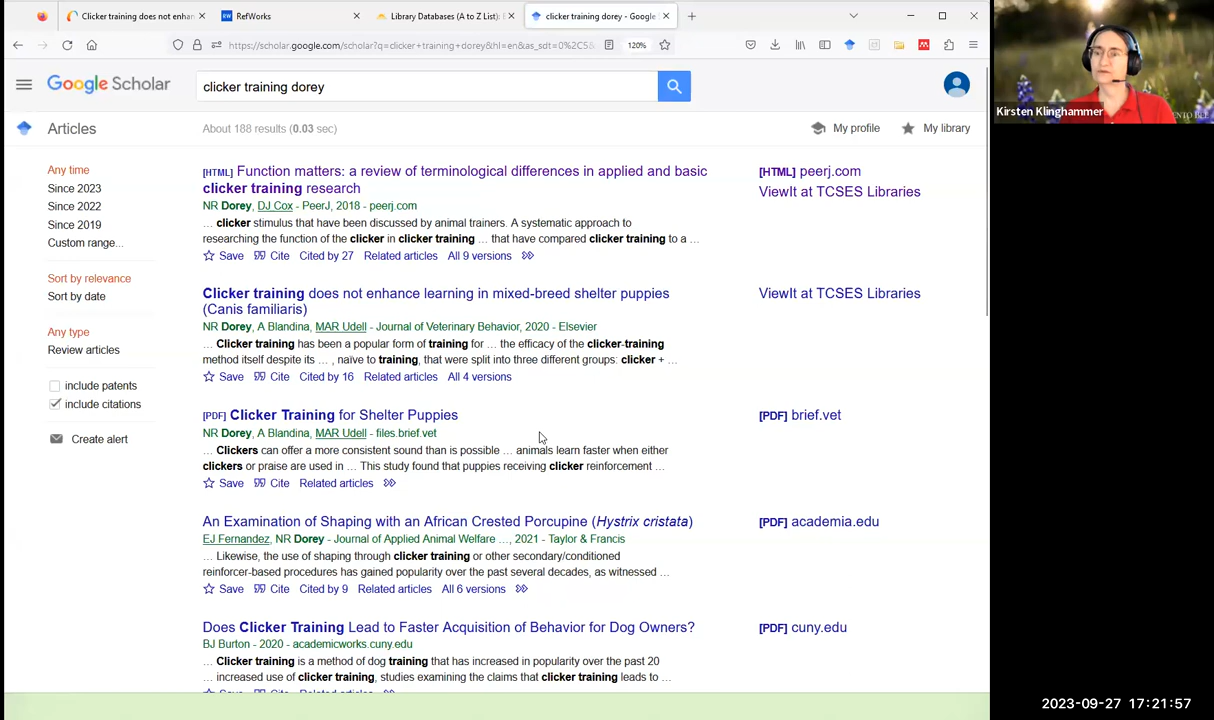 Clicker training does not enhan
RefWorks
Library Databases (A to Z List):
clicker training dorey - Google
https://scholar.google.com/scholar?q=clicker+training+dorey&hl=en&as_sdt=0%2C5&
120%
Google Scholar
clicker training dorey
Articles
About 188 results (0.03 sec)
My profile
My library
Any time
Since 2023
Since 2022
Since 2019
Custom range...
Sort by relevance
Sort by date
Any type
Review articles
include patents
include citations
Create alert
[HTML] Function matters: a review of terminological differences in applied and basic
clicker training research
NR Dorey, DJ Cox - PeerJ, 2018 - peerj.com
... clicker stimulus that have been discussed by animal trainers. A systematic approach to
researching the function of the clicker in clicker training ... that have compared clicker training to a ...
Save Cite Cited by 27 Related articles All 9 versions
[HTML] peerj.com
ViewIt at TCSES Libraries
Clicker training does not enhance learning in mixed-breed shelter puppies
(Canis familiaris)
NR Dorey, A Blandina, MAR Udell - Journal of Veterinary Behavior, 2020 - Elsevier
... Clicker training has been a popular form of training for ... the efficacy of the clicker-training
method itself despite its ... , naïve to training, that were split into three different groups: clicker + ...
Save Cite Cited by 16 Related articles All 4 versions
ViewIt at TCSES Libraries
[PDF] Clicker Training for Shelter Puppies
NR Dorey, A Blandina, MAR Udell - files.brief.vet
... Clickers can offer a more consistent sound than is possible ... animals learn faster when either
clickers or praise are used in ... This study found that puppies receiving clicker reinforcement ...
Save Cite Related articles
[PDF] brief.vet
An Examination of Shaping with an African Crested Porcupine (Hystrix cristata)
EJ Fernandez, NR Dorey - Journal of Applied Animal Welfare ..., 2021 - Taylor & Francis
... Likewise, the use of shaping through clicker training or other secondary/conditioned
reinforcer-based procedures has gained popularity over the past several decades, as witnessed ...
Save Cite Cited by 9 Related articles All 6 versions
[PDF] academia.edu
Does Clicker Training Lead to Faster Acquisition of Behavior for Dog Owners?
BJ Burton - 2020 - academicworks.cuny.edu
... Clicker training is a method of dog training that has increased in popularity over the past 20
... increased use of clicker training, studies examining the claims that clicker training leads to ...
Save Cite Related articles
[PDF] cuny.edu
Kirsten Klinghammer
2023-09-27 17:21:57